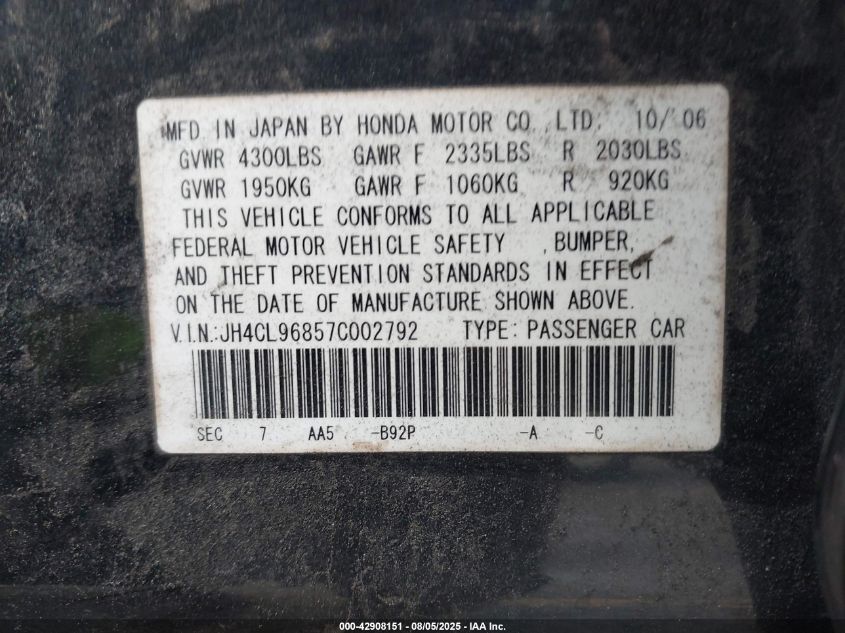 MFD. IN JAPAN BY HONDA MOTOR CO.,LTD. 10/'06
GVWR 4300LBS GAWR F 2335LBS R 2030LBS
GVWR 1950KG GAWR F 1060KG R 920KG
THIS VEHICLE CONFORMS TO ALL APPLICABLE
FEDERAL MOTOR VEHICLE SAFETY ,BUMPER,
AND THEFT PREVENTION STANDARDS IN EFFECT
ON THE DATE OF MANUFACTURE SHOWN ABOVE.
V.I.N:JH4CL96857C002792 TYPE: PASSENGER CAR
SEC 7 AA5 -B92P -A -C
000-42908151 — 08/05/2025 — IAA Inc.